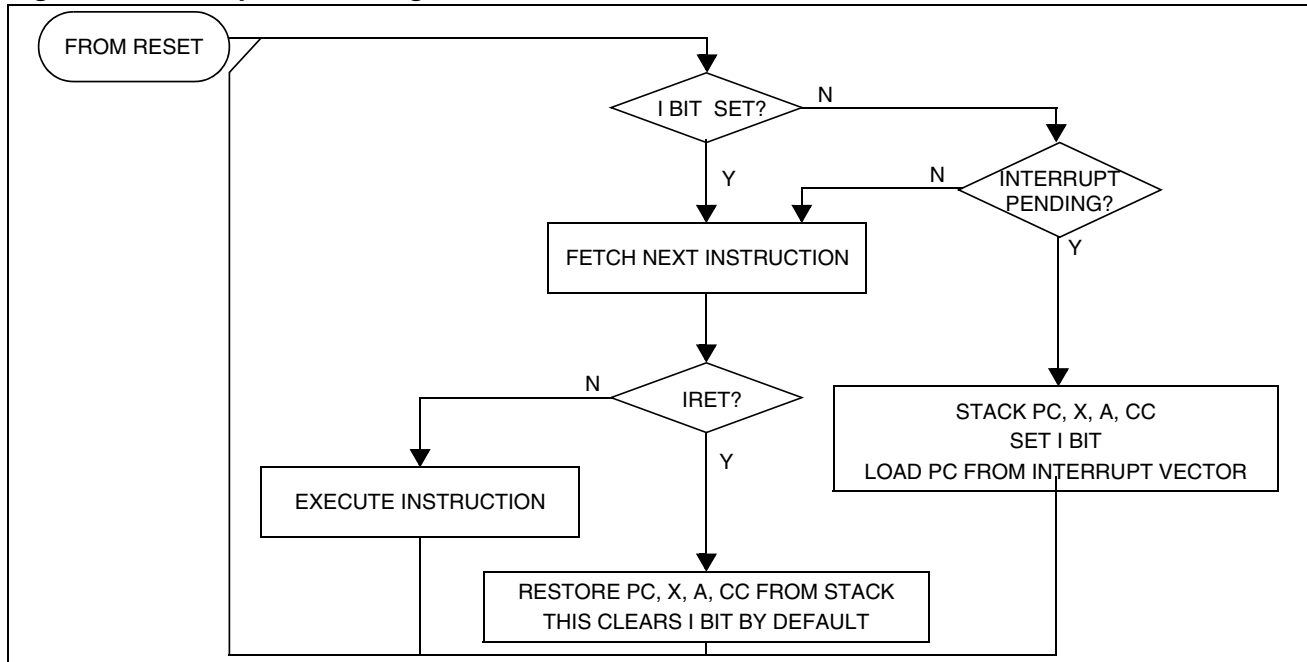 FROM RESET
I BIT SET?
N
Y
N
INTERRUPT
PENDING?
Y
FETCH NEXT INSTRUCTION
N
IRET?
Y
STACK PC, X, A, CC
SET I BIT
LOAD PC FROM INTERRUPT VECTOR
EXECUTE INSTRUCTION
RESTORE PC, X, A, CC FROM STACK
THIS CLEARS I BIT BY DEFAULT